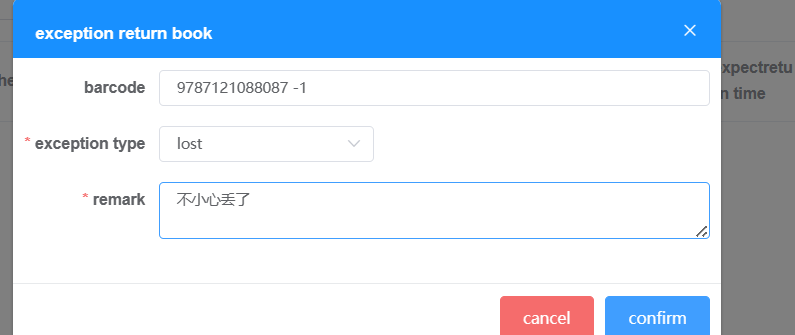 exception return book
he
xpectretu
n time
barcode 9787121088087 -1
* exception type lost
* remark 不小心丢了
cancel confirm